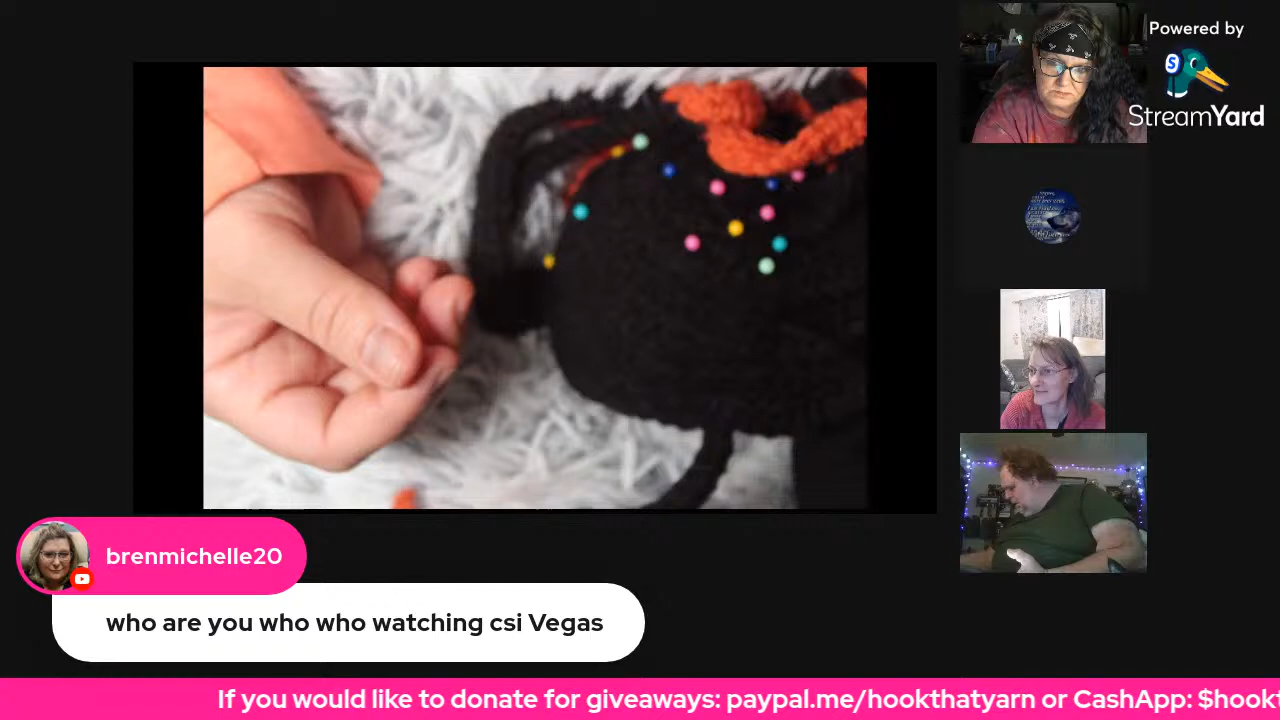 Powered by
S
StreamYard
brenmichelle20
who are you who who watching csi Vegas
If you would like to donate for giveaways: paypal.me/hookthatyarn or CashApp: $hook